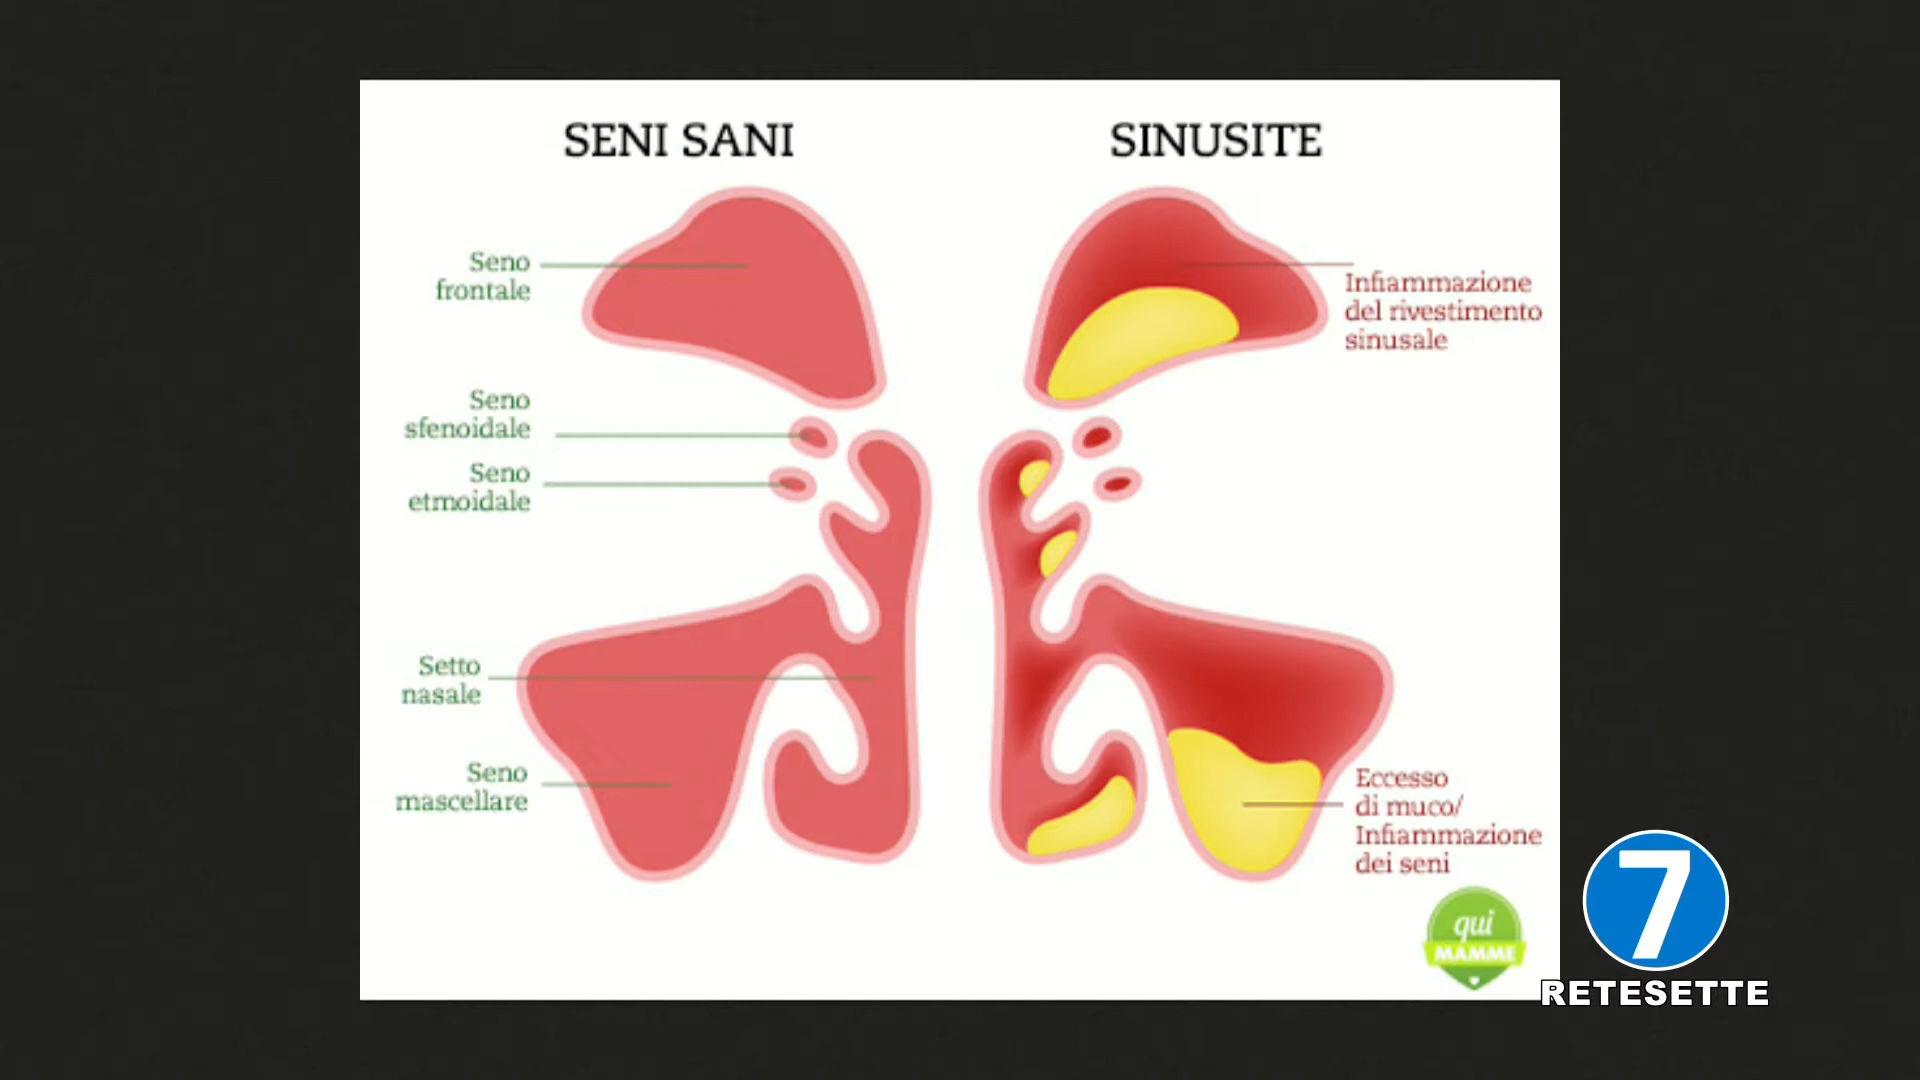 SENI SANI
SINUSITE
Seno
frontale
Seno
sfenoidale
Seno
etmoidale
Setto
nasale
Seno
mascellare
Infiammazione
del rivestimento
sinusale
Eccesso
di muco/
Infiammazione
dei seni
qui
MAMME
7
RETESETTE